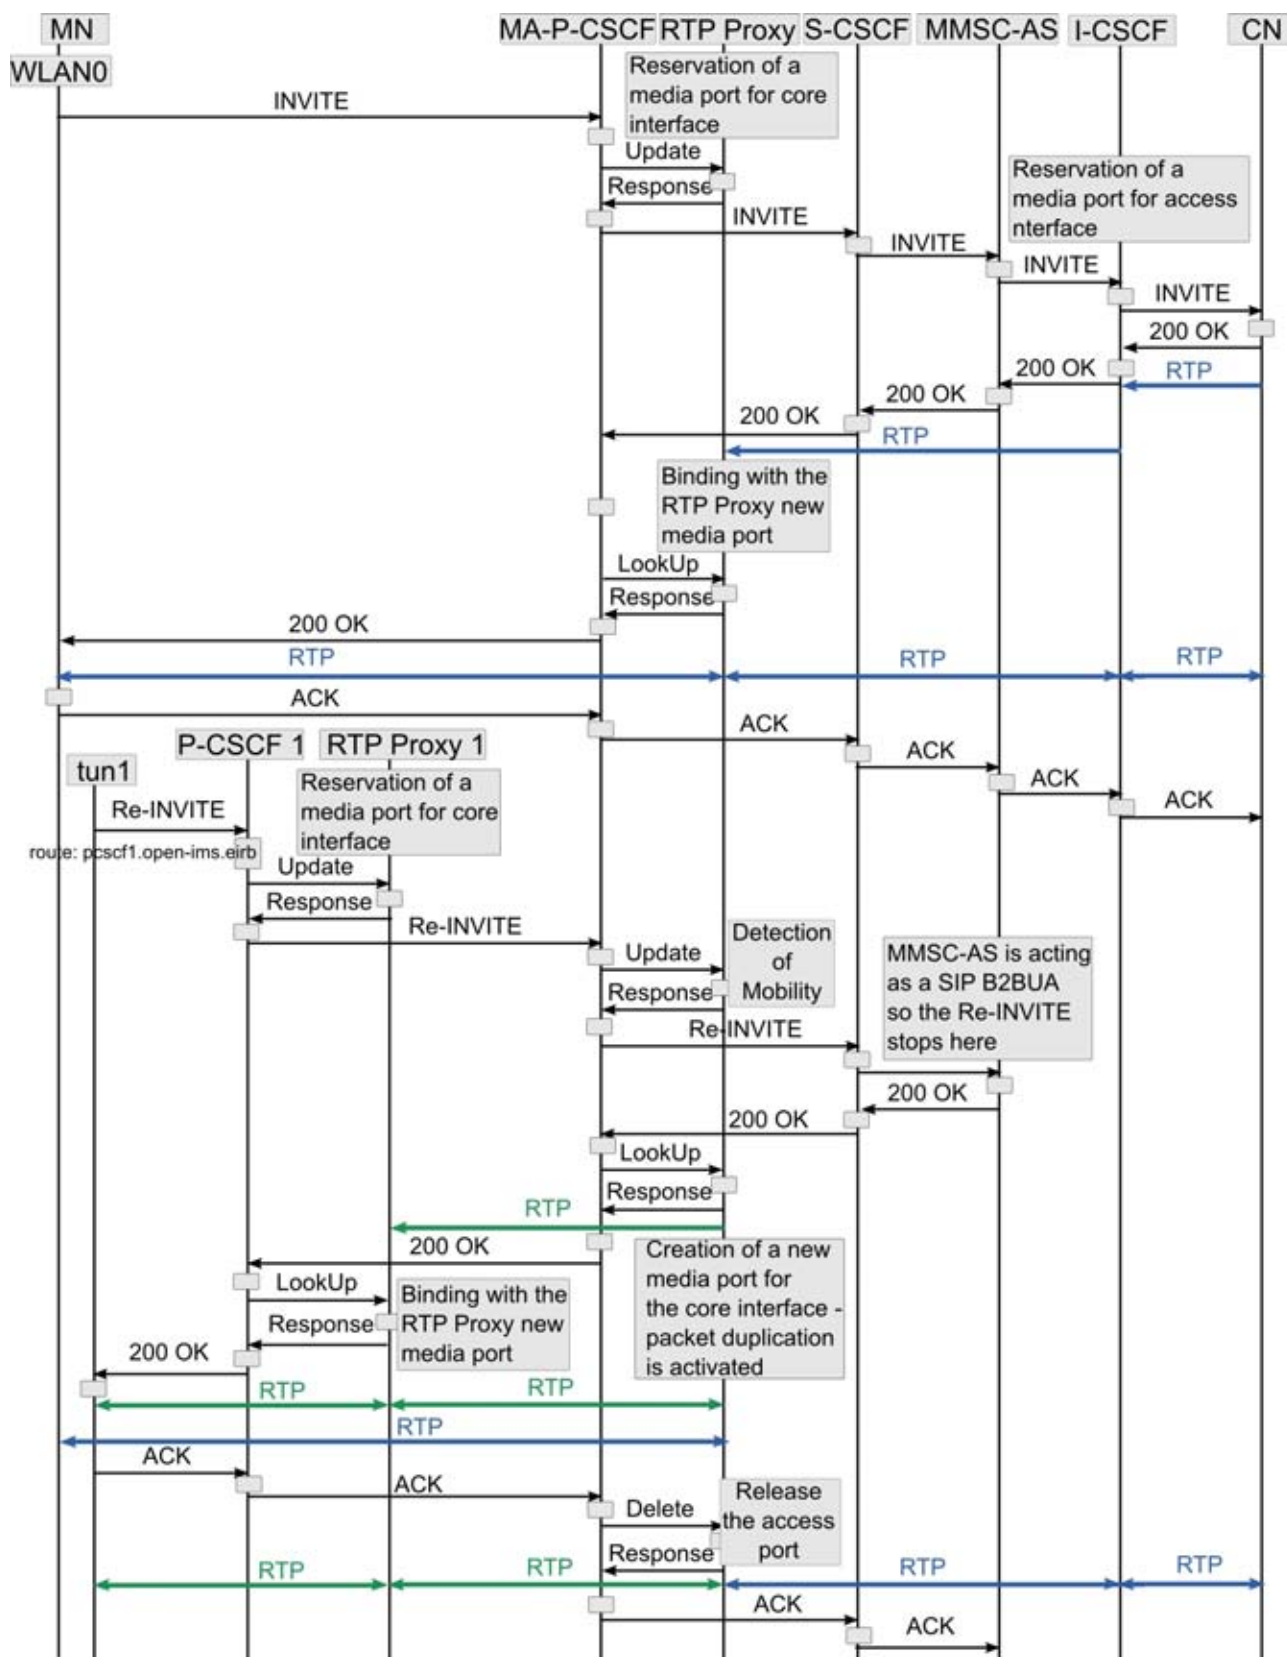 MN
MA-P-CSCF
RTP Proxy
S-CSCF
MMSC-AS
I-CSCF
CN
WLAN0
Reservation of a
media port for core
interface
INVITE
Update
Response
Reservation of a
media port for access
nterface
INVITE
INVITE
INVITE
INVITE
200 OK
200 OK
RTP
200 OK
200 OK
RTP
Binding with the
RTP Proxy new
media port
LookUp
Response
200 OK
RTP
RTP
RTP
ACK
ACK
P-CSCF 1
RTP Proxy 1
tun1
ACK
ACK
ACK
Reservation of a
media port for core
interface
Re-INVITE
route: pcscf1.open-ims.eirb
Update
Response
Re-INVITE
Update
Detection
of
Mobility
MMSC-AS is acting
as a SIP B2BUA
so the Re-INVITE
stops here
Response
Re-INVITE
200 OK
200 OK
LookUp
Response
RTP
200 OK
Creation of a new
media port for
the core interface -
packet duplication
is activated
LookUp
Binding with the
RTP Proxy new
media port
Response
200 OK
RTP
RTP
RTP
ACK
ACK
Release
the access
port
Delete
Response
RTP
RTP
RTP
RTP
ACK
ACK